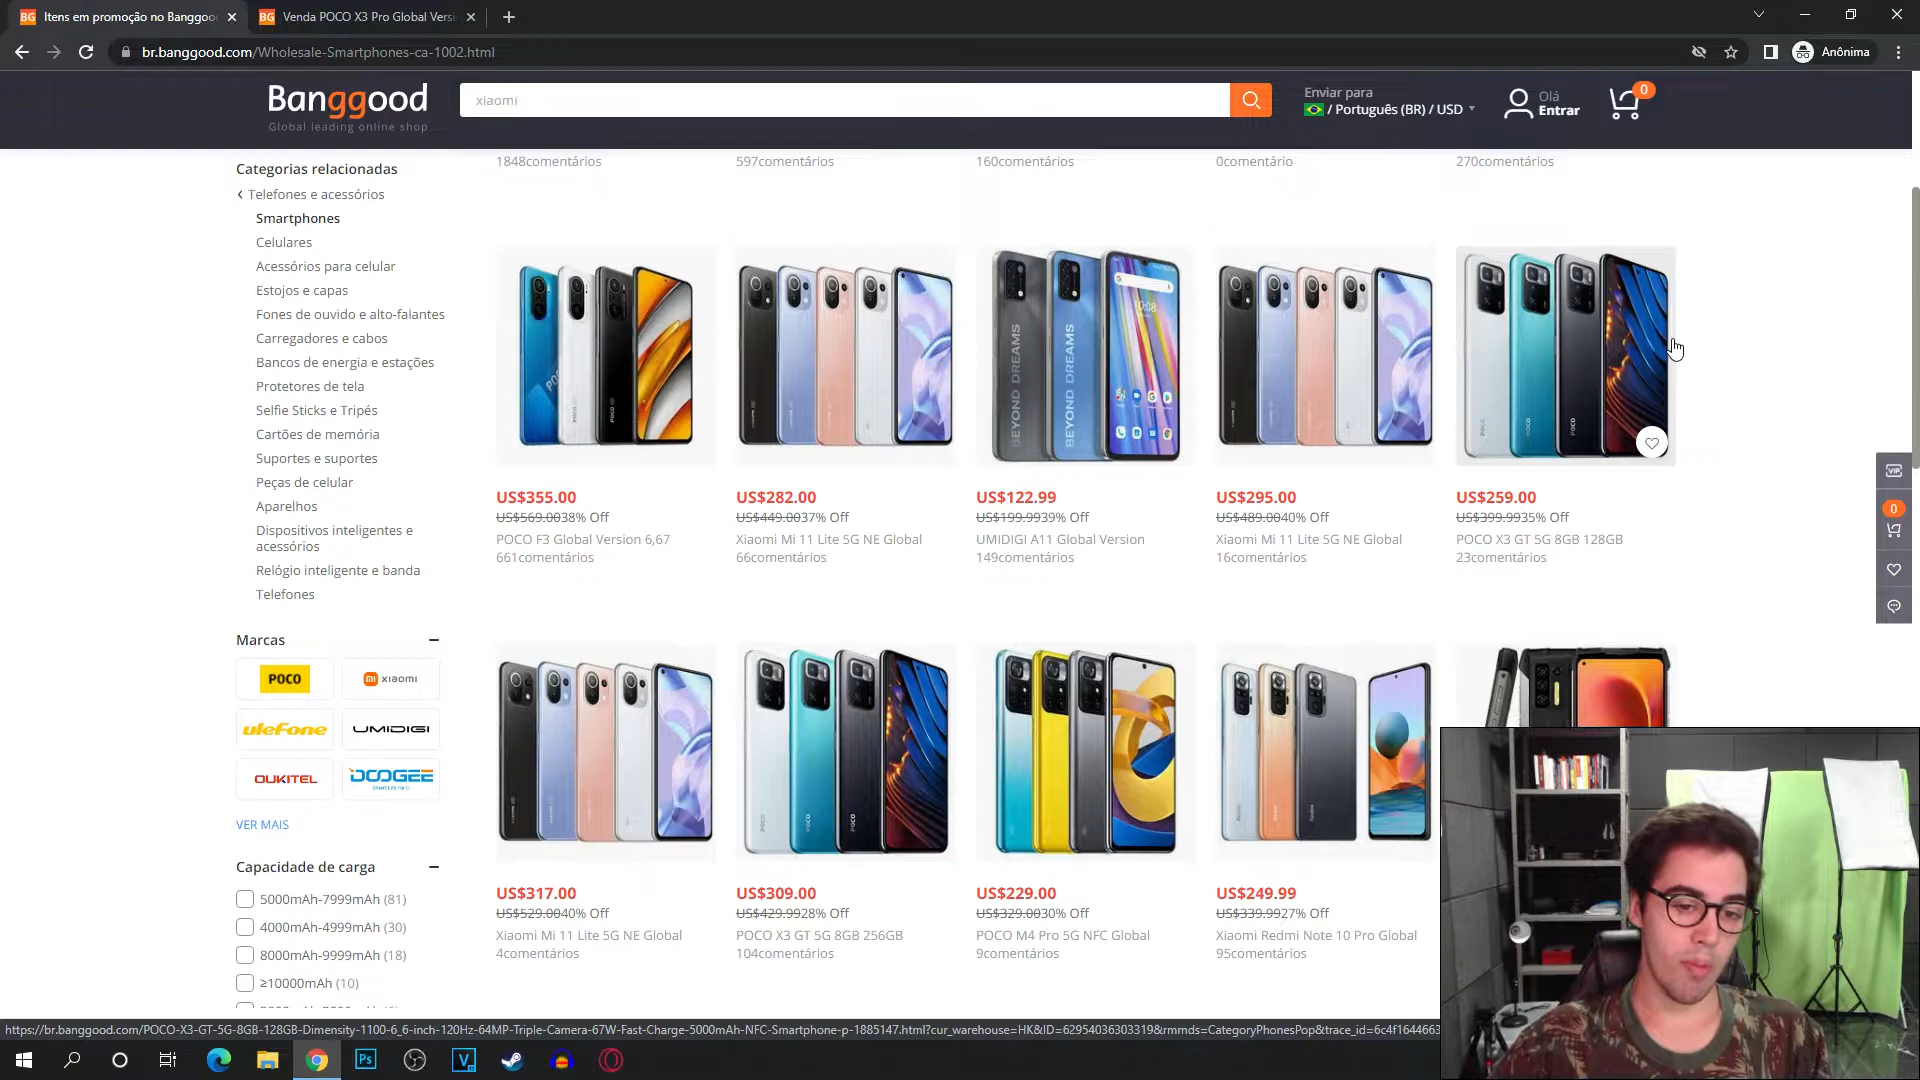 Itens em promoção no Banggoo
Venda POCO X3 Pro Global Versi
br.banggood.com/Wholesale-Smartphones-ca-1002.html
Anônima
Banggood
Global leading online shop
xiaomi
Enviar para
/ Português (BR) / USD
Olá
Entrar
0
Categorias relacionadas
Telefones e acessórios
Smartphones
Celulares
Acessórios para celular
Estojos e capas
Fones de ouvido e alto-falantes
Carregadores e cabos
Bancos de energia e estações
Protetores de tela
Selfie Sticks e Tripés
Cartões de memória
Suportes e suportes
Peças de celular
Aparelhos
Dispositivos inteligentes e
acessórios
Relógio inteligente e banda
Telefones
Marcas
POCO
xiaomi
uleFone
UMIDIGI
OUKITEL
DOOGEE
VER MAIS
Capacidade de carga
5000mAh-7999mAh (81)
4000mAh-4999mAh (30)
8000mAh-9999mAh (18)
≥10000mAh (10)
1848comentários
597comentários
160comentários
0comentário
270comentários
BEYOND DREAMS
BEYOND DREAMS
10:08
US$355.00
US$569.0038% Off
POCO F3 Global Version 6,67
661comentários
US$282.00
US$449.0037% Off
Xiaomi Mi 11 Lite 5G NE Global
66comentários
US$122.99
US$199.9939% Off
UMIDIGI A11 Global Version
149comentários
US$295.00
US$489.0040% Off
Xiaomi Mi 11 Lite 5G NE Global
16comentários
US$259.00
US$399.9935% Off
POCO X3 GT 5G 8GB 128GB
23comentários
US$317.00
US$529.0040% Off
Xiaomi Mi 11 Lite 5G NE Global
4comentários
US$309.00
US$429.9928% Off
POCO X3 GT 5G 8GB 256GB
104comentários
US$229.00
US$329.0030% Off
POCO M4 Pro 5G NFC Global
9comentários
US$249.99
US$339.9927% Off
Xiaomi Redmi Note 10 Pro Global
95comentários
VIP
0
https://br.banggood.com/POCO-X3-GT-5G-8GB-128GB-Dimensity-1100-6_6-inch-120Hz-64MP-Triple-Camera-67W-Fast-Charge-5000mAh-NFC-Smartphone-p-1885147.html?cur_warehouse=HK&ID=62954036303319&rmmds=CategoryPhonesPop&trace_id=6c4f1644663
Ps
V